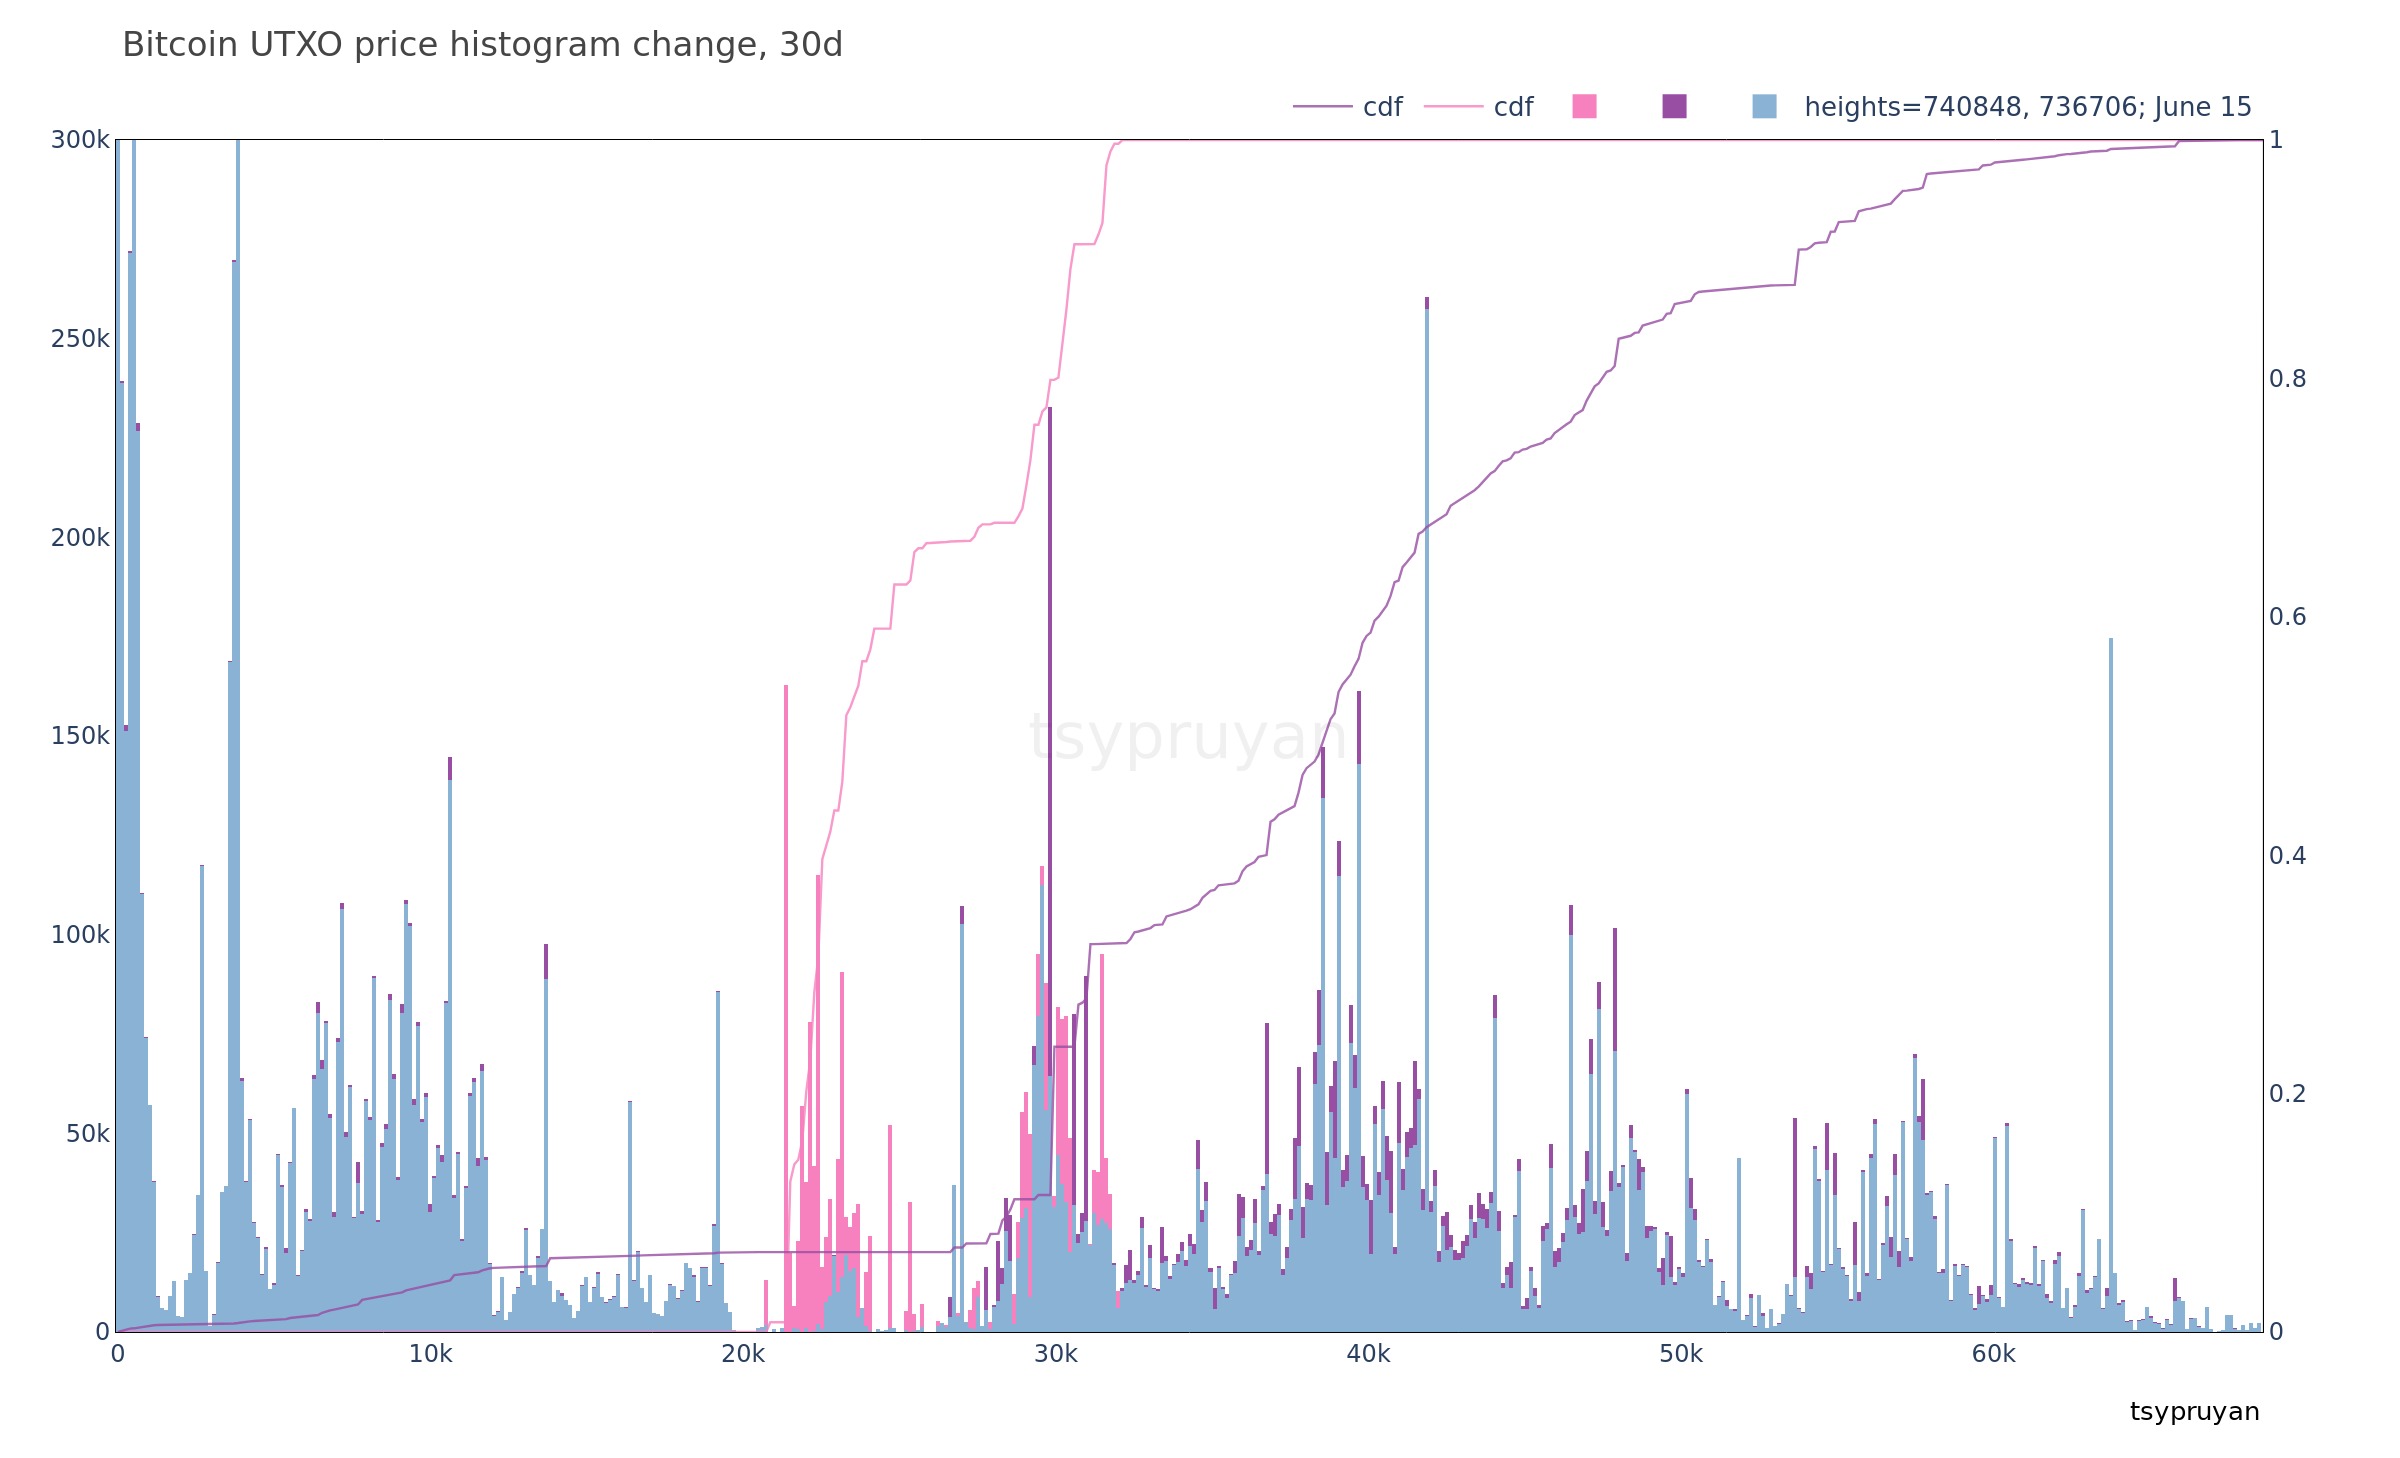 Bitcoin UTXO price histogram change, 30d
cdf cdf heights=740848, 736706; June 15
300k
250k
200k
150k
100k
50k
0
1
0.8
0.6
0.4
0.2
0
tsypruyan
0 10k 20k 30k 40k 50k 60k
tsypruyan